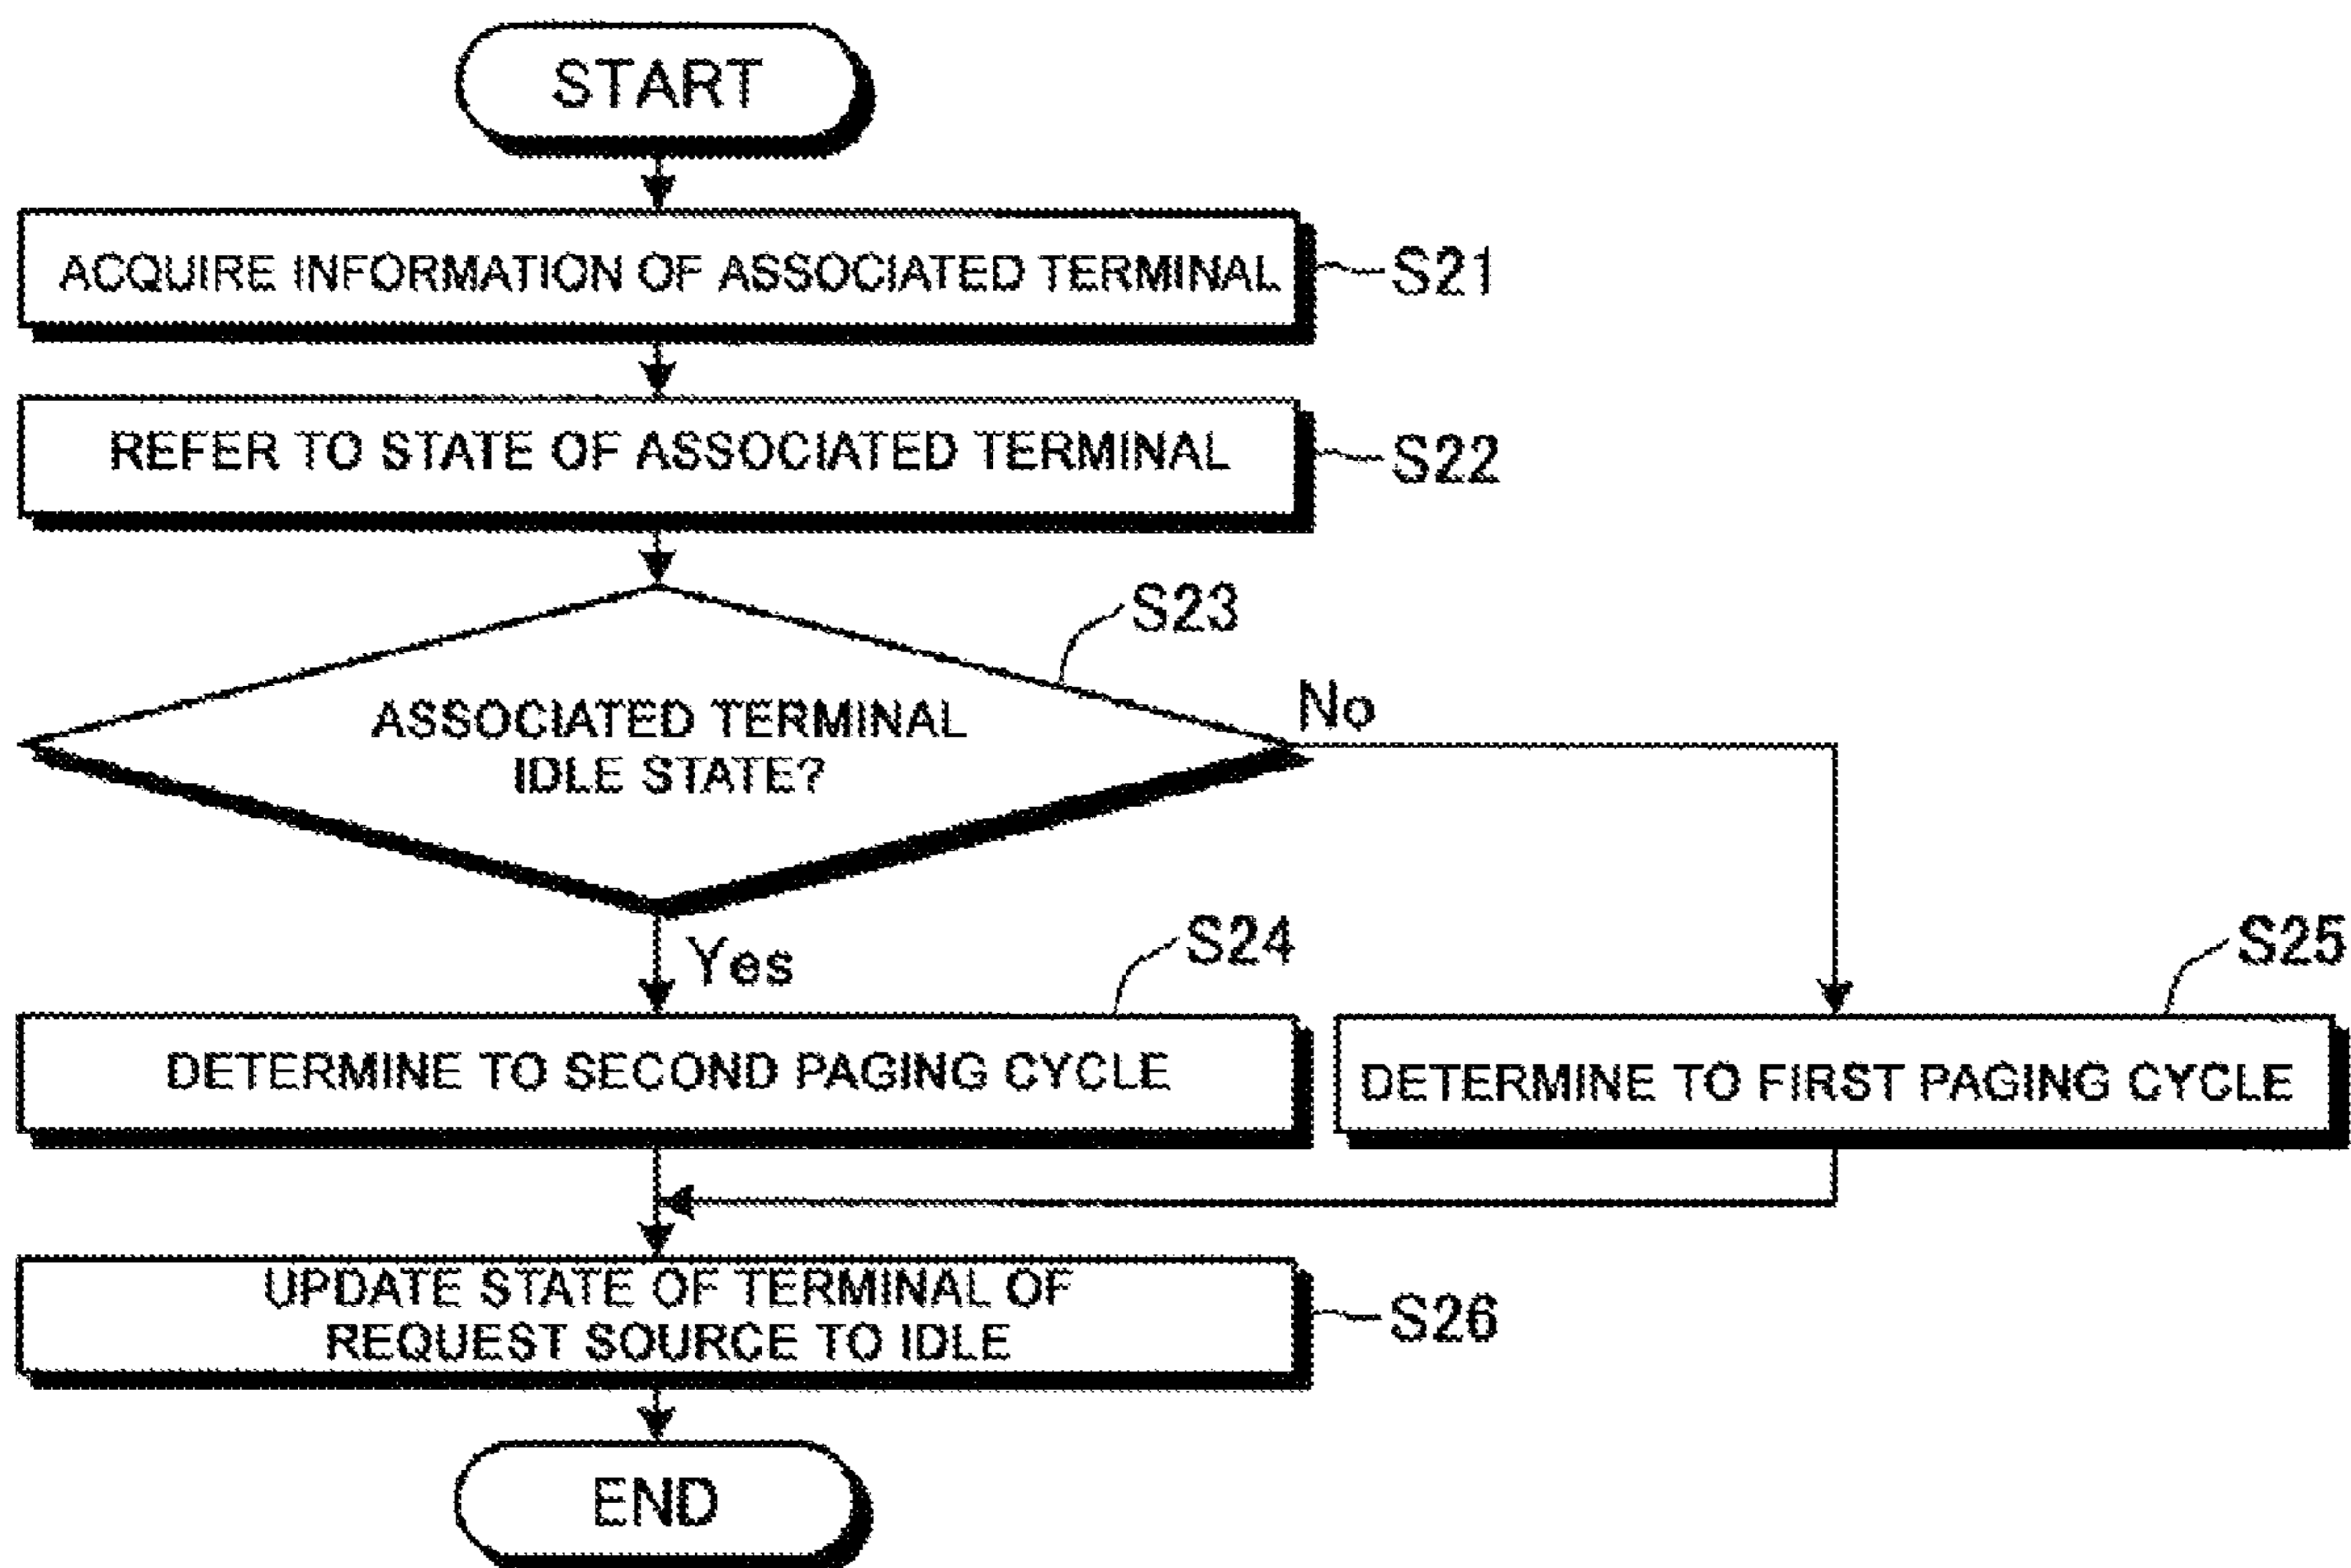 START
ACQUIRE INFORMATION OF ASSOCIATED TERMINAL
S21
REFER TO STATE OF ASSOCIATED TERMINAL
S22
S23
ASSOCIATED TERMINAL
IDLE STATE?
No
Yes
S24
S25
DETERMINE TO SECOND PAGING CYCLE
DETERMINE TO FIRST PAGING CYCLE
UPDATE STATE OF TERMINAL OF
REQUEST SOURCE TO IDLE
S26
END